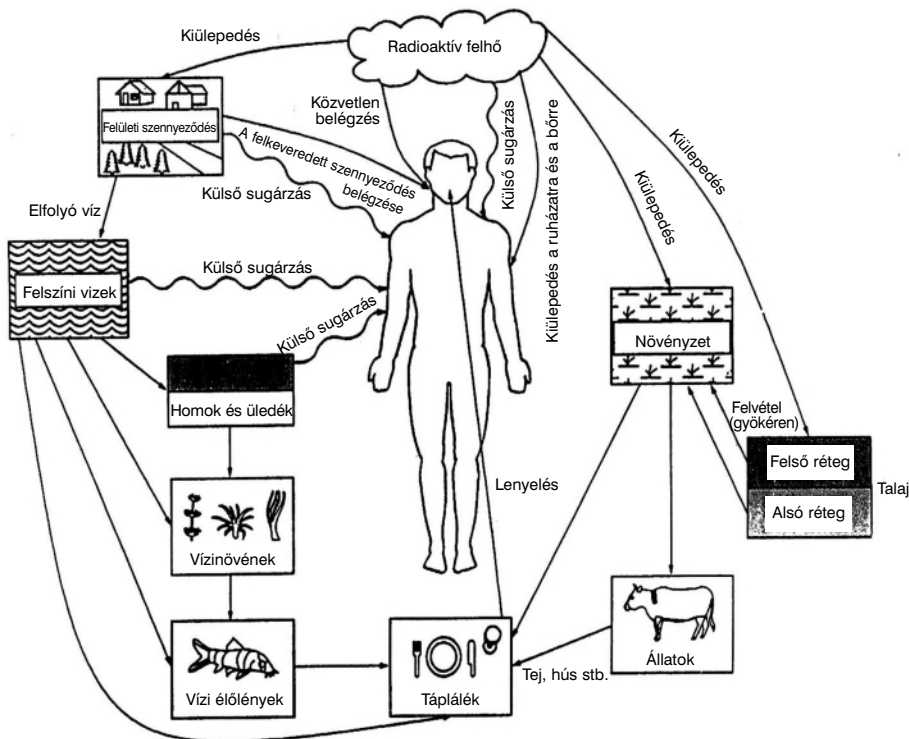 Kiülepedés
Radioaktív felhő
Felületi szennyeződés
Közvetlen
belégzés
A felkeveredett szennyeződés
belégzése
Külső sugárzás
Külső sugárzás
Kiülepedés a ruházatra és a bőrre
Kiülepedés
Kiülepedés
Elfolyó víz
Felszíni vizek
Külső sugárzás
Külső sugárzás
Növényzet
Homok és üledék
Felvétel
(gyökéren)
Felső réteg
Alsó réteg
Talaj
Lenyelés
Vízinövének
Vízi élőlények
Táplálék
Tej, hús stb.
Állatok